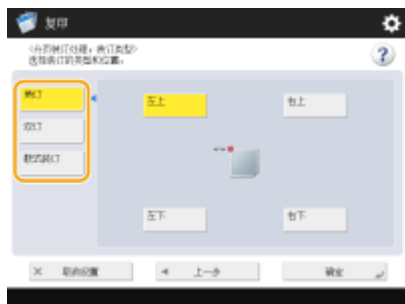 复印
<分页装订处理: 装订类型>
选择装订的类型和位置。
角订
双订
鞍式装订
左上
右上
左下
右下
取消设置
上一步
确定